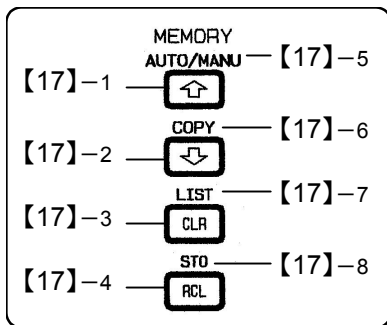 MEMORY
AUTO/MANU 【17】−5
【17】−1
COPY 【17】−6
【17】−2
LIST 【17】−7
【17】−3 CLR
STO 【17】−8
【17】−4 RCL